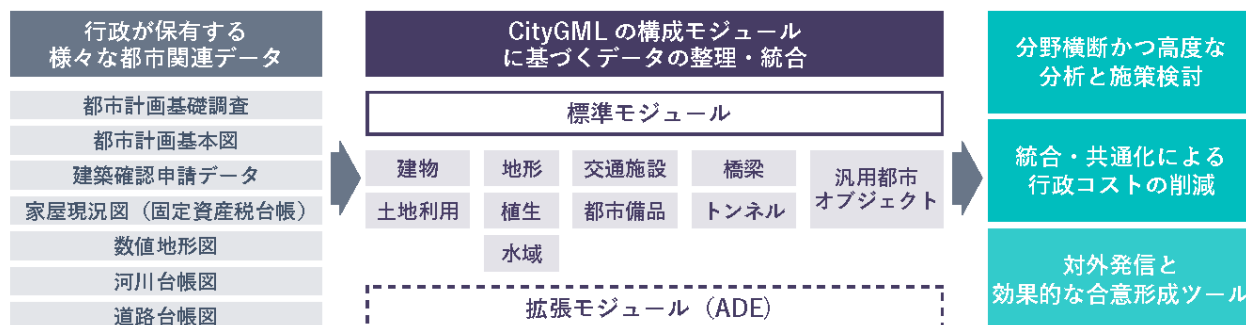 行政が保有する
様々な都市関連データ
都市計画基礎調査
都市計画基本図
建築確認申請データ
家屋現況図（固定資産税台帳）
数値地形図
河川台帳図
道路台帳図
CityGML の構成モジュール
に基づくデータの整理・統合
標準モジュール
建物
地形
交通施設
橋梁
汎用都市
オブジェクト
土地利用
植生
都市備品
トンネル
水域
拡張モジュール（ADE）
分野横断かつ高度な
分析と施策検討
統合・共通化による
行政コストの削減
対外発信と
効果的な合意形成ツール